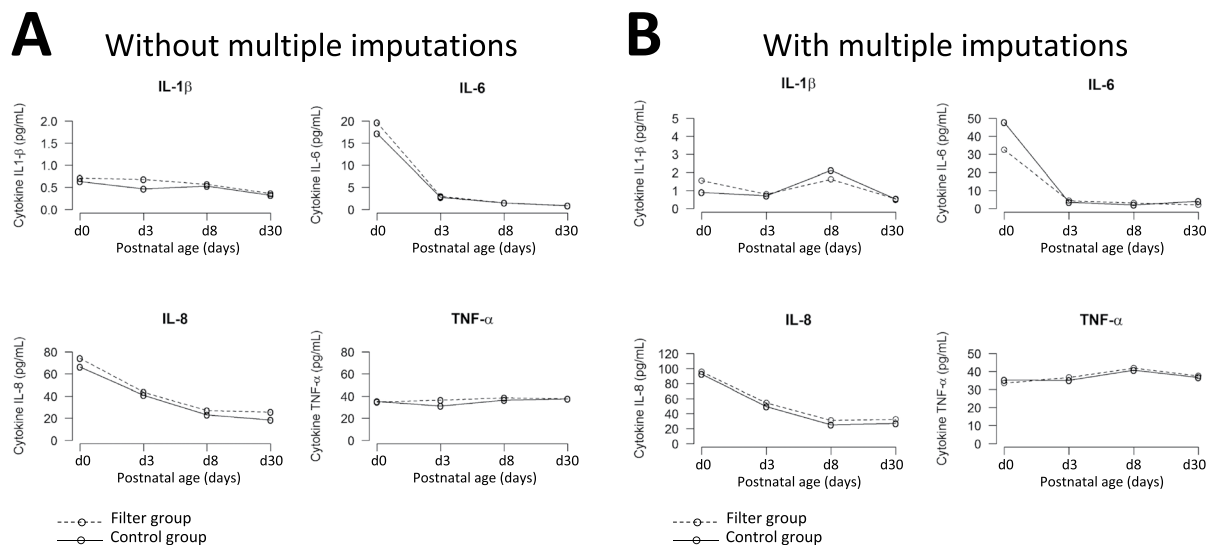 A
Without multiple imputations
IL-1β
Cytokine IL1-β (pg/mL)
2.0
1.5
1.0
0.5
0.0
d0 d3 d8 d30
Postnatal age (days)
IL-6
Cytokine IL-6 (pg/mL)
20
15
10
5
0
d0 d3 d8 d30
Postnatal age (days)
IL-8
Cytokine IL-8 (pg/mL)
80
60
40
20
0
d0 d3 d8 d30
Postnatal age (days)
TNF-α
Cytokine TNF-α (pg/mL)
80
60
40
20
0
d0 d3 d8 d30
Postnatal age (days)
Filter group
Control group
B
With multiple imputations
IL-1β
Cytokine IL1-β (pg/mL)
5
4
3
2
1
0
d0 d3 d8 d30
Postnatal age (days)
IL-6
Cytokine IL-6 (pg/mL)
50
40
30
20
10
0
d0 d3 d8 d30
Postnatal age (days)
IL-8
Cytokine IL-8 (pg/mL)
120
100
80
60
40
20
0
d0 d3 d8 d30
Postnatal age (days)
TNF-α
Cytokine TNF-α (pg/mL)
50
40
30
20
10
0
d0 d3 d8 d30
Postnatal age (days)
Filter group
Control group